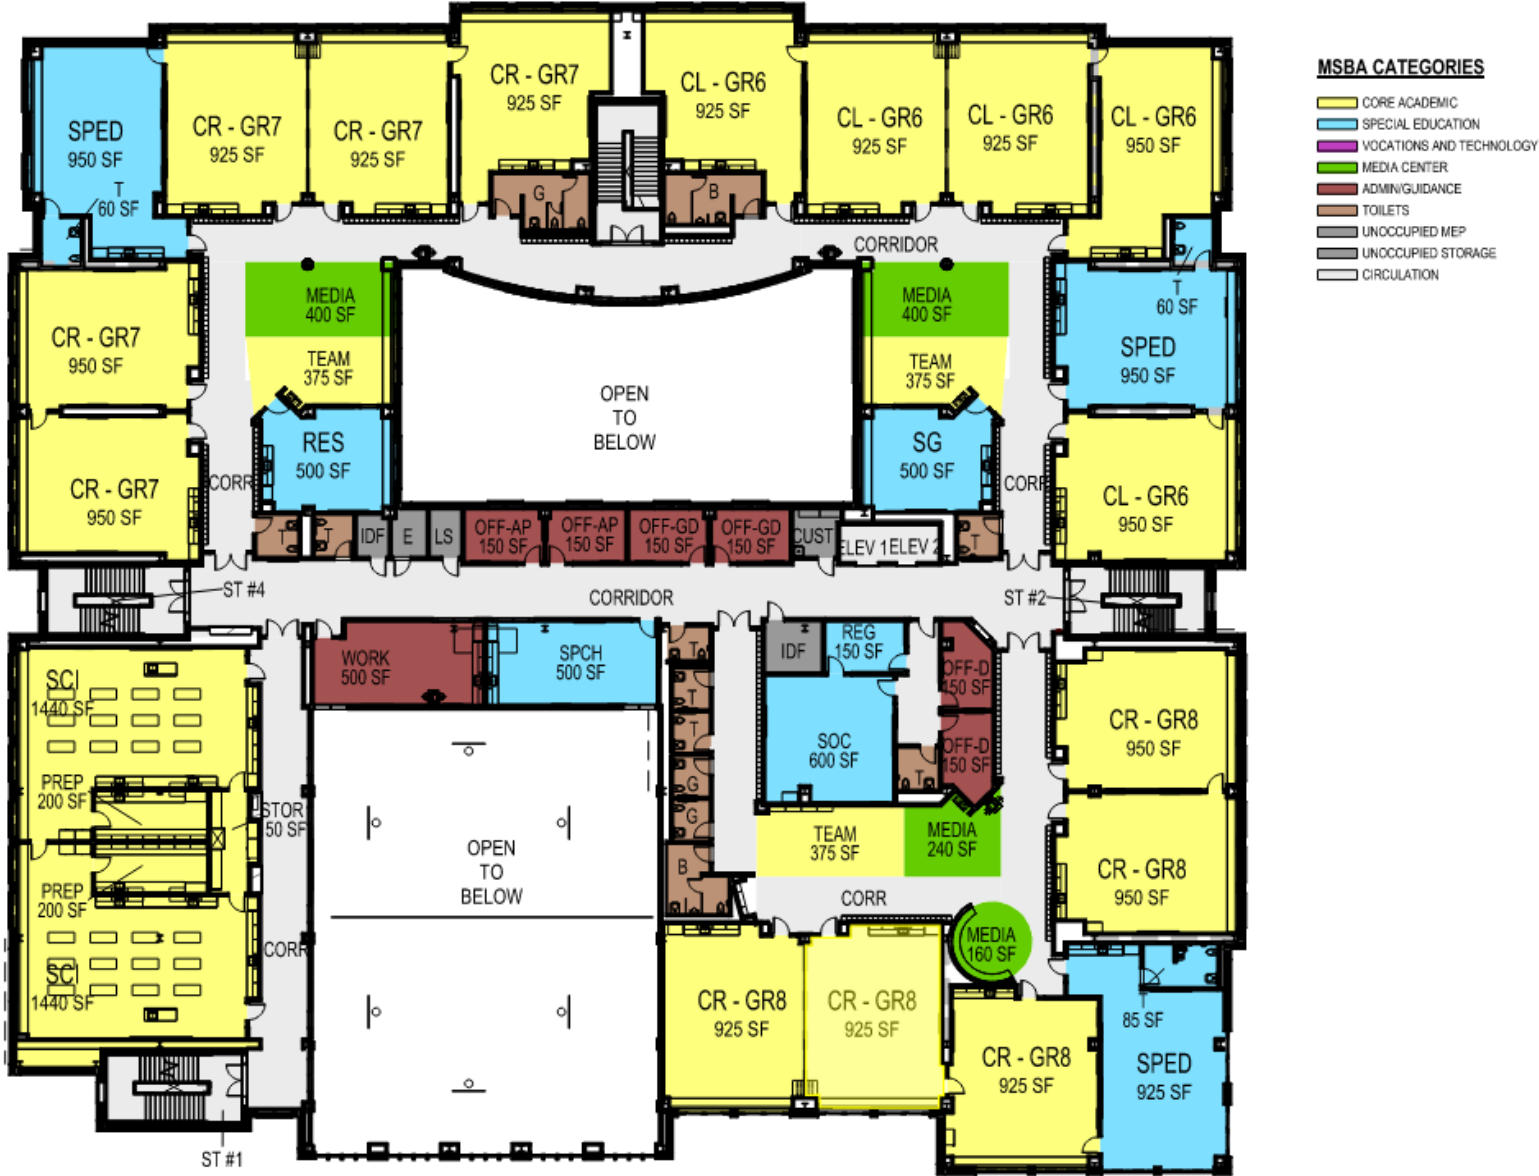 MSBA CATEGORIES
CORE ACADEMIC
SPECIAL EDUCATION
VOCATIONS AND TECHNOLOGY
MEDIA CENTER
ADMIN/GUIDANCE
TOILETS
UNOCCUPIED MEP
UNOCCUPIED STORAGE
CIRCULATION
SPED
950 SF
T
60 SF
CR - GR7
925 SF
CR - GR7
925 SF
CR - GR7
925 SF
CL - GR6
925 SF
CL - GR6
925 SF
CL - GR6
925 SF
CL - GR6
950 SF
G
B
CORRIDOR
CR - GR7
950 SF
MEDIA
400 SF
TEAM
375 SF
OPEN
TO
BELOW
MEDIA
400 SF
TEAM
375 SF
T
60 SF
SPED
950 SF
CR - GR7
950 SF
CORR
RES
500 SF
SG
500 SF
CORR
CL - GR6
950 SF
T
T
IDF
E
LS
OFF-AP
150 SF
OFF-AP
150 SF
OFF-GD
150 SF
OFF-GD
150 SF
CUST
ELEV 1
ELEV 2
T
ST #4
CORRIDOR
ST #2
WORK
500 SF
SPCH
500 SF
T
T
T
G
G
B
IDF
REG
150 SF
OFF-D
150 SF
OFF-D
150 SF
SOC
600 SF
T
SCI
1440 SF
PREP
200 SF
STOR
50 SF
PREP
200 SF
SCI
1440 SF
CORR
OPEN
TO
BELOW
TEAM
375 SF
MEDIA
240 SF
CORR
MEDIA
160 SF
CR - GR8
950 SF
CR - GR8
950 SF
CR - GR8
925 SF
CR - GR8
925 SF
CR - GR8
925 SF
85 SF
SPED
925 SF
ST #1